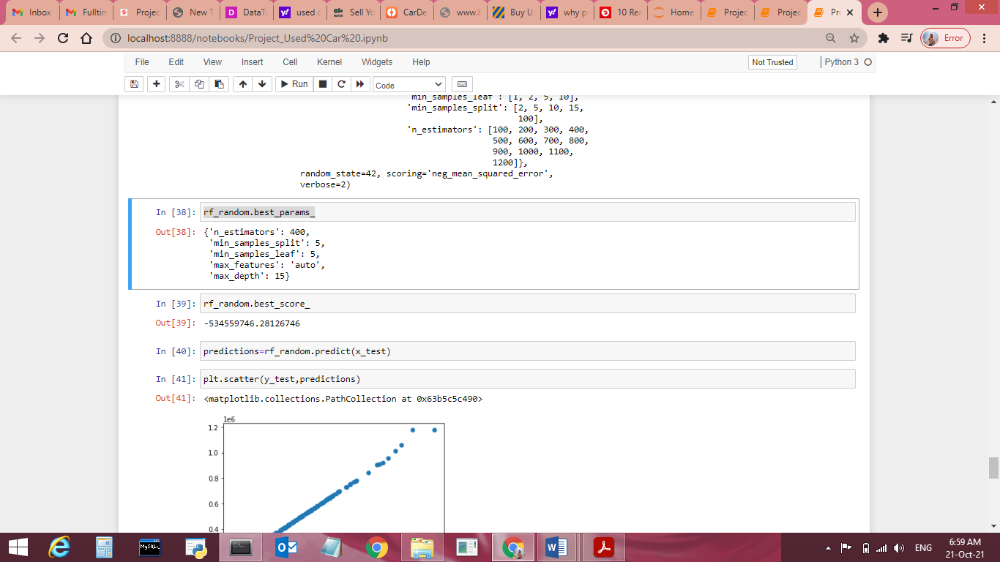 Inbox
Fulltin
Projec
New T
DataT
used c
Sell Yo
CarDe
www.b
Buy U
why p
10 Rea
Home
Projec
Projec
Pr
localhost:8888/notebooks/Project_Used%20Car%20.ipynb
Error
File Edit View Insert Cell Kernel Widgets Help
Not Trusted
Python 3
Run
Code
'min_samples_leaf': [1, 2, 5, 10],
'min_samples_split': [2, 5, 10, 15,
100],
'n_estimators': [100, 200, 300, 400,
500, 600, 700, 800,
900, 1000, 1100,
1200]},
random_state=42, scoring='neg_mean_squared_error',
verbose=2)
In [38]: rf_random.best_params_
Out[38]: {'n_estimators': 400,
'min_samples_split': 5,
'min_samples_leaf': 5,
'max_features': 'auto',
'max_depth': 15}
In [39]: rf_random.best_score_
Out[39]: -534559746.28126746
In [40]: predictions=rf_random.predict(x_test)
In [41]: plt.scatter(y_test,predictions)
Out[41]: <matplotlib.collections.PathCollection at 0x63b5c5c490>
1e6
1.2
1.0
0.8
0.6
0.4
MySQL
ENG
6:59 AM
21-Oct-21